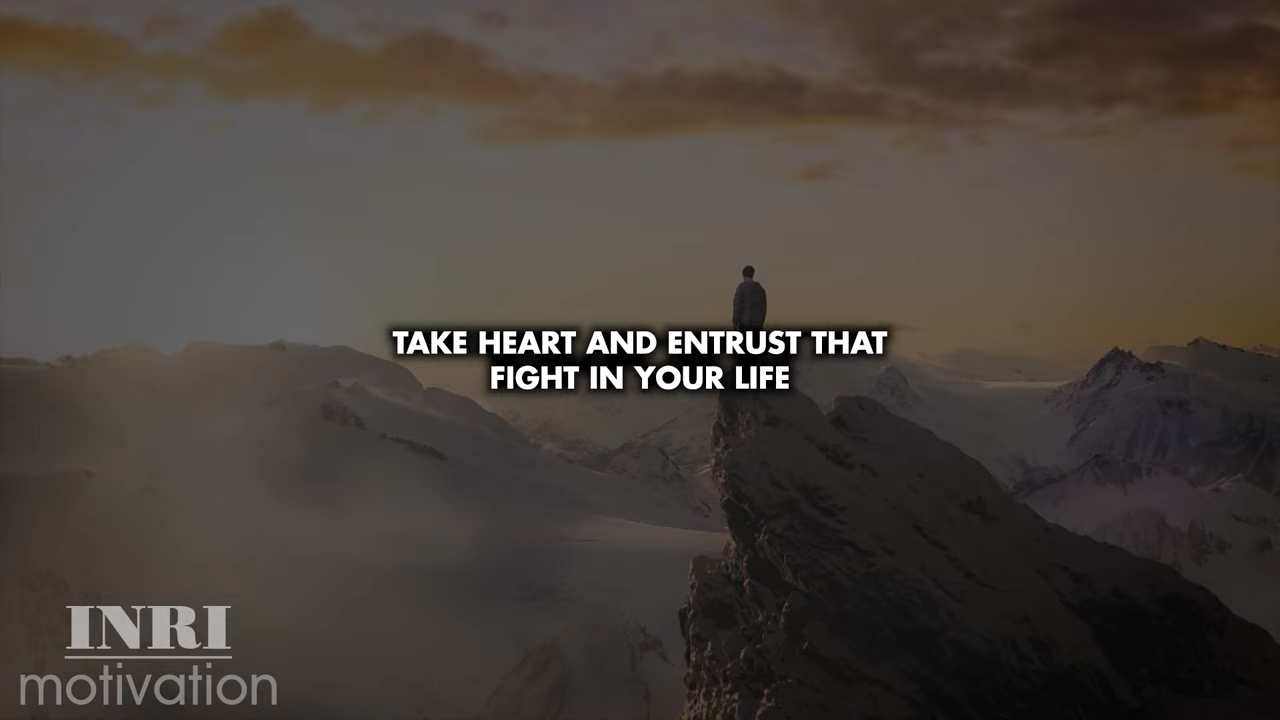 TAKE HEART AND ENTRUST THAT
FIGHT IN YOUR LIFE
INRI
motivation